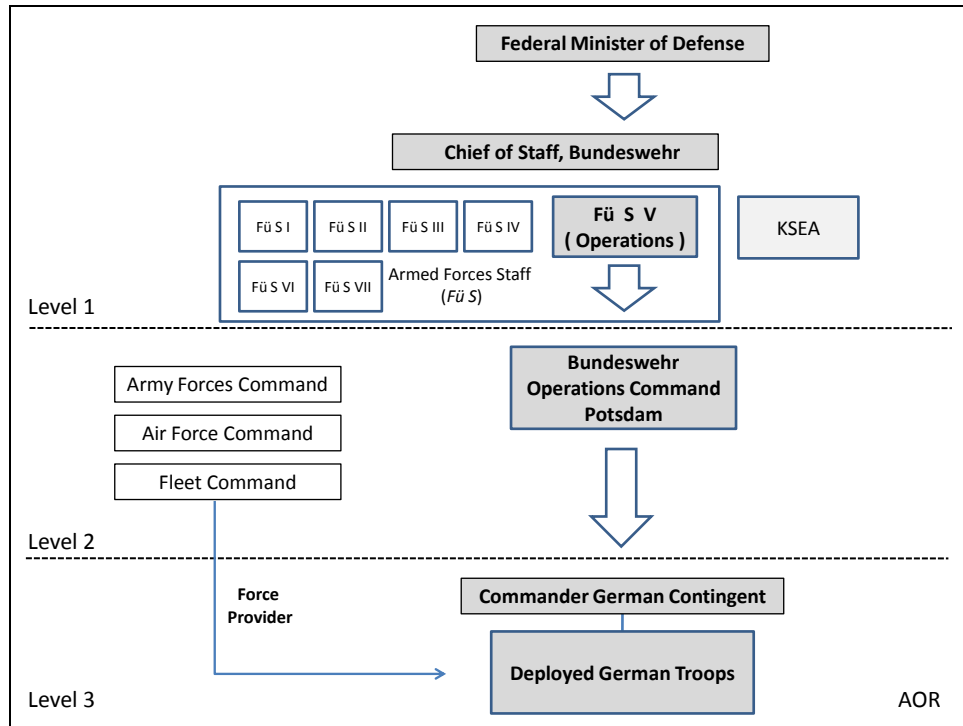 Federal Minister of Defense
Chief of Staff, Bundeswehr
Fü S I
Fü S II
Fü S III
Fü S IV
Fü S V
( Operations )
KSEA
Fü S VI
Fü S VII
Armed Forces Staff
(Fü S)
Level 1
Bundeswehr
Operations Command
Potsdam
Army Forces Command
Air Force Command
Fleet Command
Level 2
Force
Provider
Commander German Contingent
Deployed German Troops
Level 3
AOR